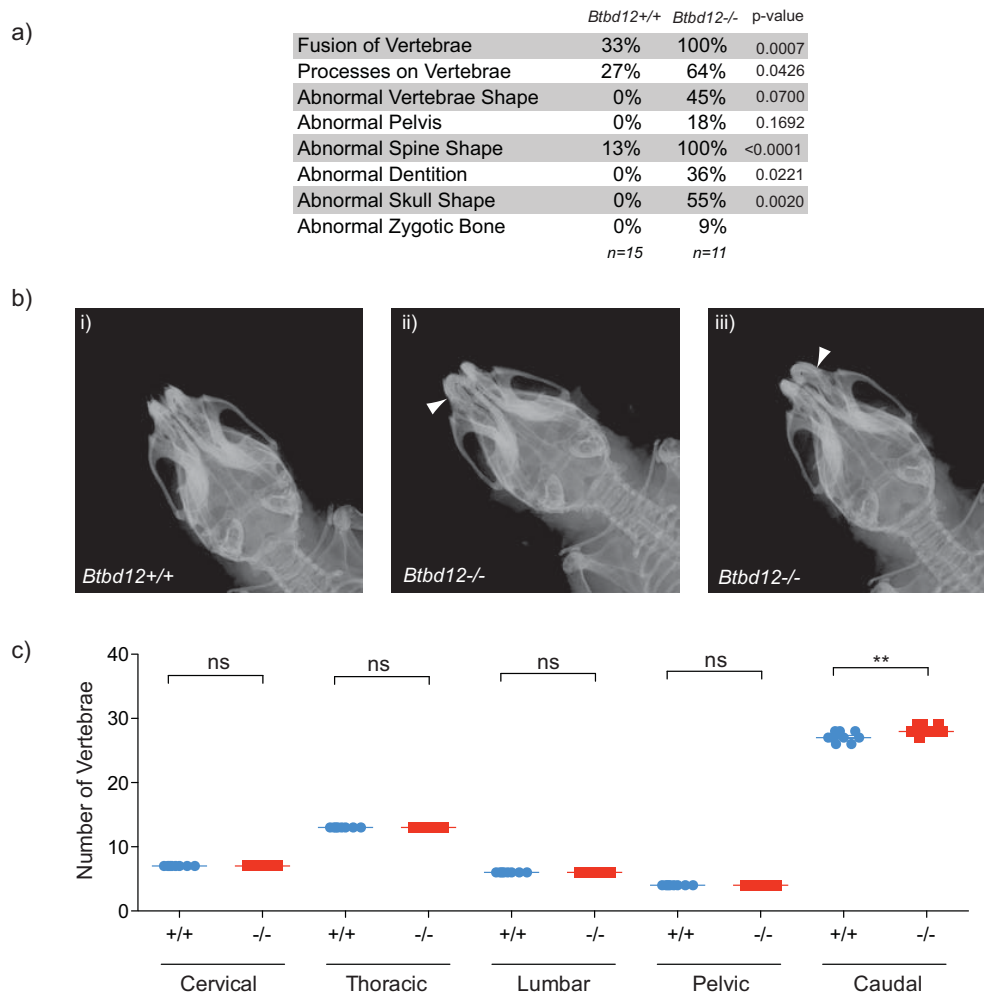 a)
Btbd12+/+ Btbd12-/- p-value
Fusion of Vertebrae 33% 100% 0.0007
Processes on Vertebrae 27% 64% 0.0426
Abnormal Vertebrae Shape 0% 45% 0.0700
Abnormal Pelvis 0% 18% 0.1692
Abnormal Spine Shape 13% 100% <0.0001
Abnormal Dentition 0% 36% 0.0221
Abnormal Skull Shape 0% 55% 0.0020
Abnormal Zygotic Bone 0% 9%
n=15 n=11
b)
i) ii) iii)
Btbd12+/+ Btbd12-/- Btbd12-/-
c)
Number of Vertebrae
40
30
20
10
0
ns ns ns ns **
+/+ -/- +/+ -/- +/+ -/- +/+ -/- +/+ -/-
Cervical Thoracic Lumbar Pelvic Caudal